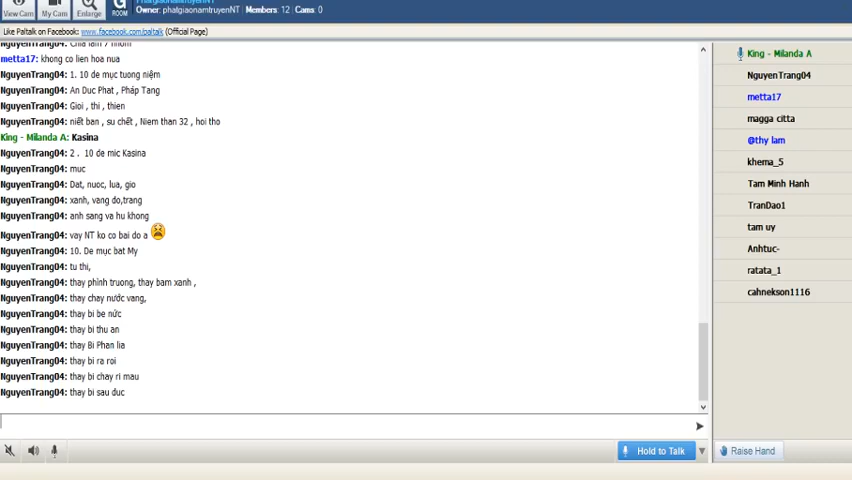 View Cam
My Cam
Enlarge
G
ROOM
PhatgiaonamtruyenNT
Owner: phatgiaonamtruyenNT | Members: 12 | Cams: 0
Like Paltalk on Facebook: www.facebook.com/paltalk (Official Page)
NguyenTrang04: Chia lam 7 nhom
metta17: khong co lien hoa nua
NguyenTrang04: 1. 10 de mục tuong niệm
NguyenTrang04: An Duc Phat , Pháp Tang
NguyenTrang04: Gioi , thi , thien
NguyenTrang04: niết ban , su chết , Niem than 32 , hoi tho
King - Milanda A: Kasina
NguyenTrang04: 2 . 10 de mic Kasina
NguyenTrang04: muc
NguyenTrang04: Dat, nuoc, lua, gio
NguyenTrang04: xanh, vang do,trang
NguyenTrang04: anh sang va hu khong
NguyenTrang04: vay NT ko co bai do a
NguyenTrang04: 10. De mục bat My
NguyenTrang04: tu thi,
NguyenTrang04: thay phình truong, thay bam xanh ,
NguyenTrang04: thay chay nước vang,
NguyenTrang04: thay bi be nức
NguyenTrang04: thay bi thu an
NguyenTrang04: thay Bi Phan lia
NguyenTrang04: thay bi ra roi
NguyenTrang04: thay bi chay ri mau
NguyenTrang04: thay bi sau duc
Hold to Talk
King - Milanda A
NguyenTrang04
metta17
magga citta
@thy lam
khema_5
Tam Minh Hanh
TranDao1
tam uy
Anhtuc-
ratata_1
cahnekson1116
Raise Hand